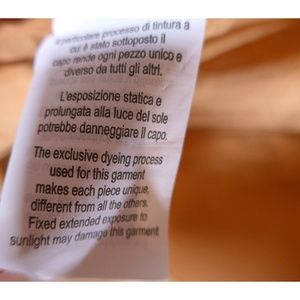 particolare processo di tintura a
cui è stato sottoposto il
capo rende ogni pezzo unico e
diverso da tutti gli altri.
L'esposizione statica e
prolungata alla luce del sole
potrebbe danneggiare il capo.
The exclusive dyeing process
used for this garment
makes each piece unique,
different from all the others.
Fixed extended exposure to
sunlight may damage this garment